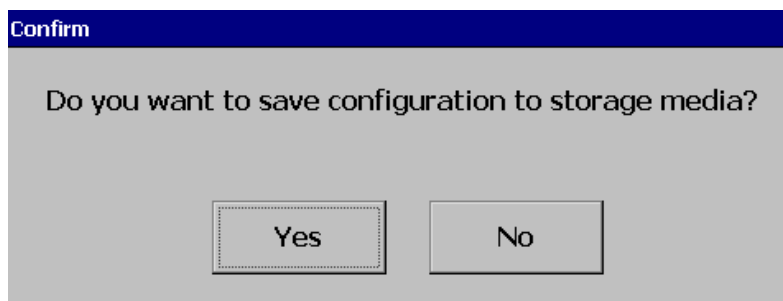 Confirm
Do you want to save configuration to storage media?
Yes
No